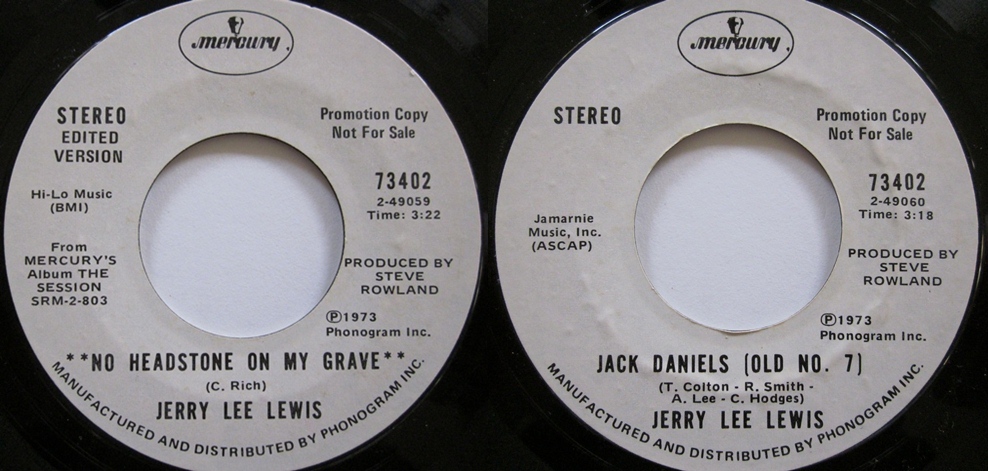 mercury
STEREO
EDITED
VERSION
Promotion Copy
Not For Sale
Hi-Lo Music
(BMI)
73402
2-49059
Time: 3:22
From
MERCURY'S
Album THE
SESSION
SRM-2-803
PRODUCED BY
STEVE
ROWLAND
Ⓟ1973
Phonogram Inc.
**NO HEADSTONE ON MY GRAVE**
(C. Rich)
JERRY LEE LEWIS
MANUFACTURED AND DISTRIBUTED BY PHONOGRAM INC.
mercury
STEREO
Promotion Copy
Not For Sale
73402
2-49060
Time: 3:18
Jamarnie
Music, Inc.
(ASCAP)
PRODUCED BY
STEVE
ROWLAND
Ⓟ1973
Phonogram Inc.
JACK DANIELS (OLD NO. 7)
(T. Colton - R. Smith -
A. Lee - C. Hodges)
JERRY LEE LEWIS
MANUFACTURED AND DISTRIBUTED BY PHONOGRAM INC.